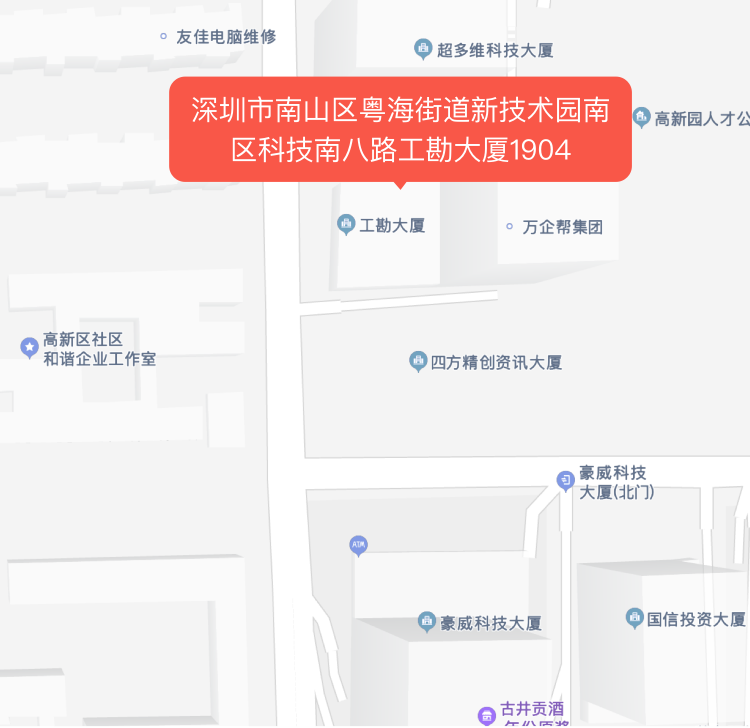 友佳电脑维修
超多维科技大厦
深圳市南山区粤海街道新技术园南
区科技南八路工勘大厦1904
高新园人才公
工勘大厦
万企帮集团
高新区社区
和谐企业工作室
四方精创资讯大厦
豪威科技
大厦(北门)
ATM
豪威科技大厦
国信投资大厦
古井贡酒
年份原浆